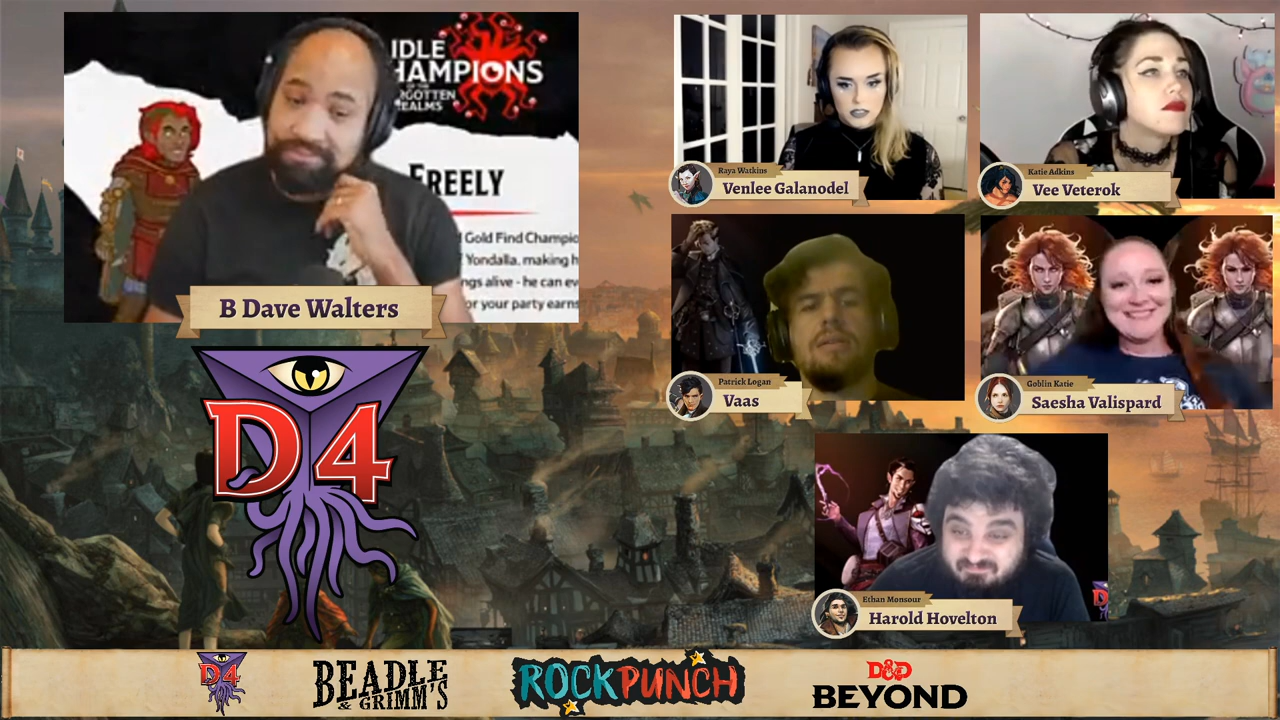 IDLE
CHAMPIONS
OF THE
FORGOTTEN
REALMS
FREELY
Gold Find Champio
Yondalla, making h
ngs alive - he can ev
or your party earns
B Dave Walters
D4
Raya Watkins
Venlee Galanodel
Katie Adkins
Vee Veterok
Patrick Logan
Vaas
Goblin Katie
Saesha Valispard
Ethan Monsour
Harold Hovelton
D4
BEADLE
& GRIMM'S
ROCKPUNCH
D&D
BEYOND